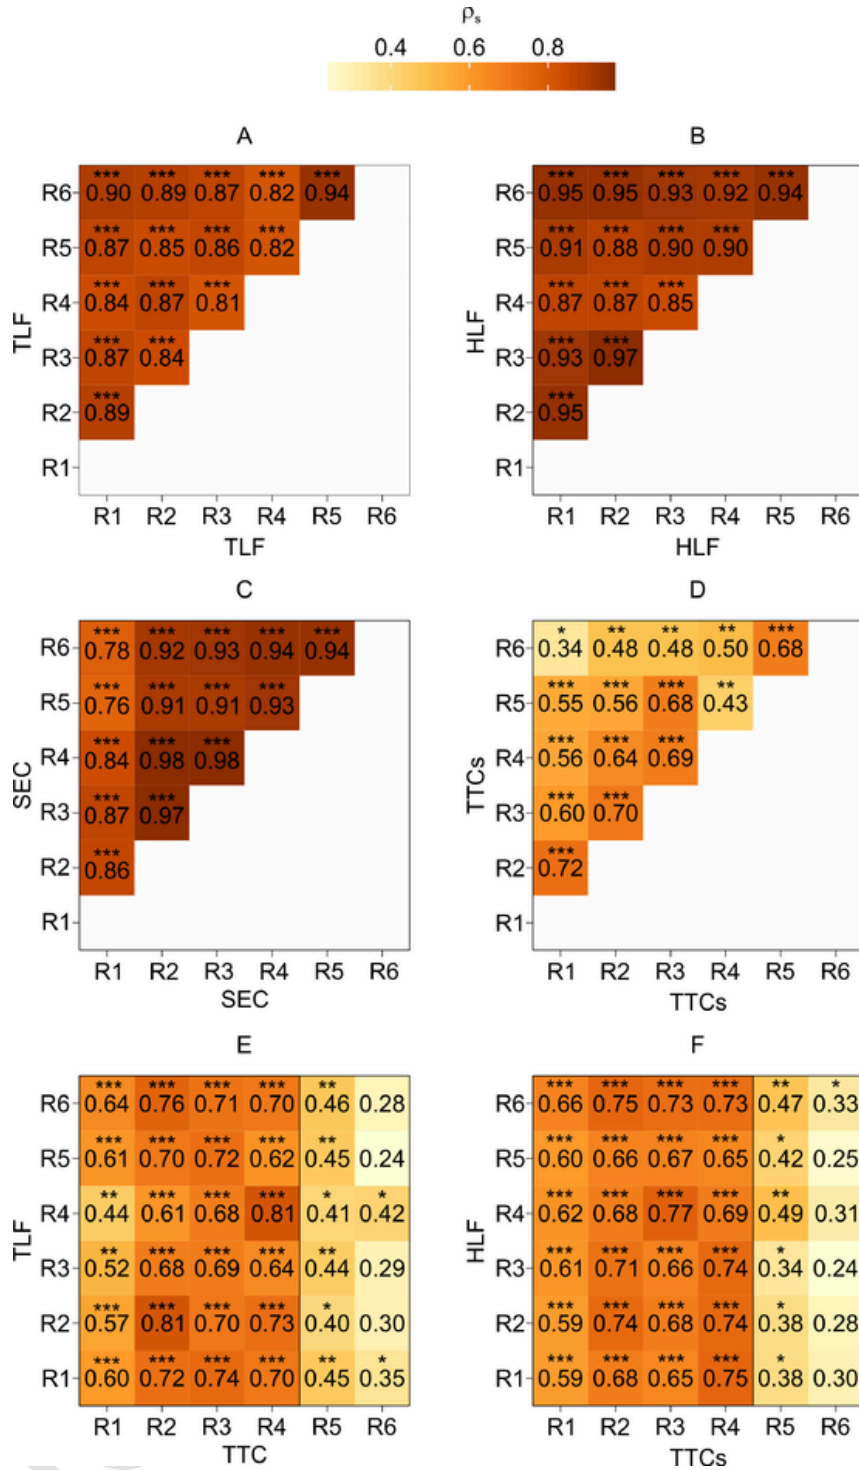 ρs
0.4 0.8
A B
*** *** *** *** ***
R6 0.90 0.89 0.87 0.82 0.94
*** *** *** ***
R5 0.87 0.85 0.86 0.82
*** *** ***
R4 0.84 0.87 0.81
*** ***
R3 0.87 0.84
***
R2 0.89
R1
TLF
R1 R2 R3 R4 R5 R6
TLF
*** *** *** *** ***
R6 0.95 0.95 0.93 0.92 0.94
*** *** *** ***
R5 0.91 0.88 0.90 0.90
*** *** ***
R4 0.87 0.87 0.85
*** ***
R3 0.93 0.97
***
R2 0.95
R1
HLF
R1 R2 R3 R4 R5 R6
HLF
C D
*** *** *** *** ***
R6 0.78 0.92 0.93 0.94 0.94
*** *** *** ***
R5 0.76 0.91 0.91 0.93
*** *** ***
R4 0.84 0.98 0.98
*** ***
R3 0.87 0.97
***
R2 0.86
R1
SEC
R1 R2 R3 R4 R5 R6
SEC
* ** ** ** ***
R6 0.34 0.48 0.48 0.50 0.68
*** *** *** **
R5 0.55 0.56 0.68 0.43
*** *** ***
R4 0.56 0.64 0.69
*** ***
R3 0.60 0.70
***
R2 0.72
R1
TTCs
R1 R2 R3 R4 R5 R6
TTCs
E F
*** *** *** *** **
R6 0.64 0.76 0.71 0.70 0.46 0.28
*** *** *** *** **
R5 0.61 0.70 0.72 0.62 0.45 0.24
** *** *** *** * *
R4 0.44 0.61 0.68 0.81 0.41 0.42
** *** *** *** **
R3 0.52 0.68 0.69 0.64 0.44 0.29
*** *** *** *** *
R2 0.57 0.81 0.70 0.73 0.40 0.30
*** *** *** *** ** *
R1 0.60 0.72 0.74 0.70 0.45 0.35
TLF
R1 R2 R3 R4 R5 R6
TTC
*** *** *** *** ** *
R6 0.66 0.75 0.73 0.73 0.47 0.33
*** *** *** *** *
R5 0.60 0.66 0.67 0.65 0.42 0.25
*** *** *** *** **
R4 0.62 0.68 0.77 0.69 0.49 0.31
*** *** *** *** *
R3 0.61 0.71 0.66 0.74 0.34 0.24
*** *** *** *** *
R2 0.59 0.74 0.68 0.74 0.38 0.28
*** *** *** *** *
R1 0.59 0.68 0.65 0.75 0.38 0.30
HLF
R1 R2 R3 R4 R5 R6
TTCs